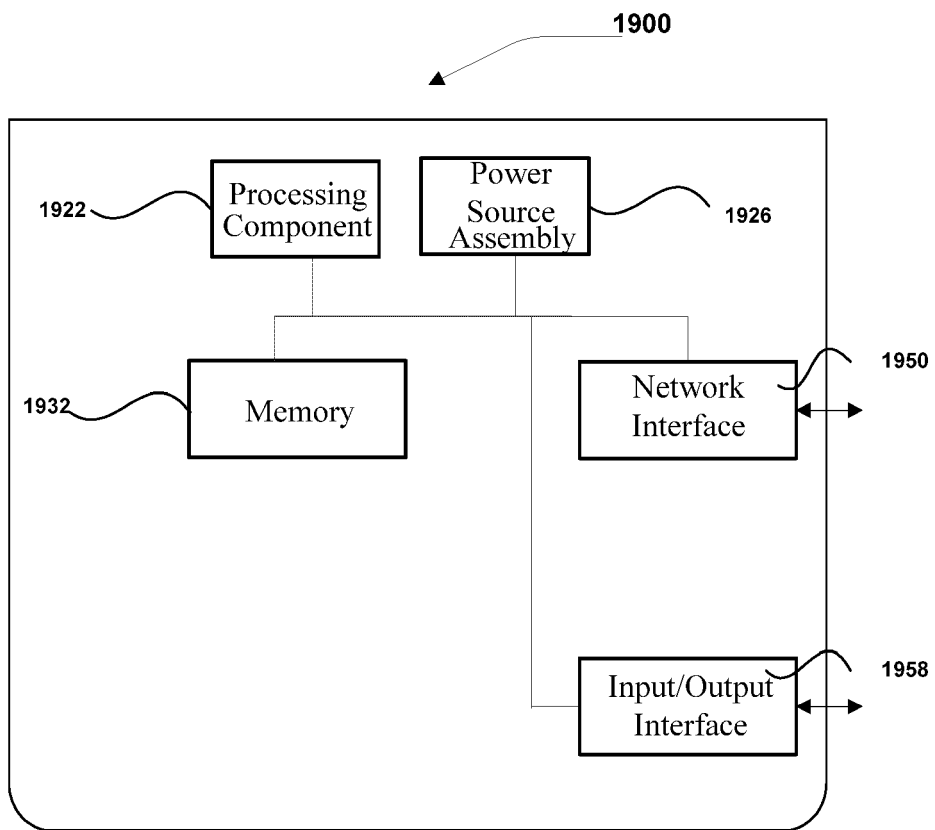 1900
Processing
Component
1922
Power
Source
Assembly
1926
Memory
1932
Network
Interface
1950
Input/Output
Interface
1958